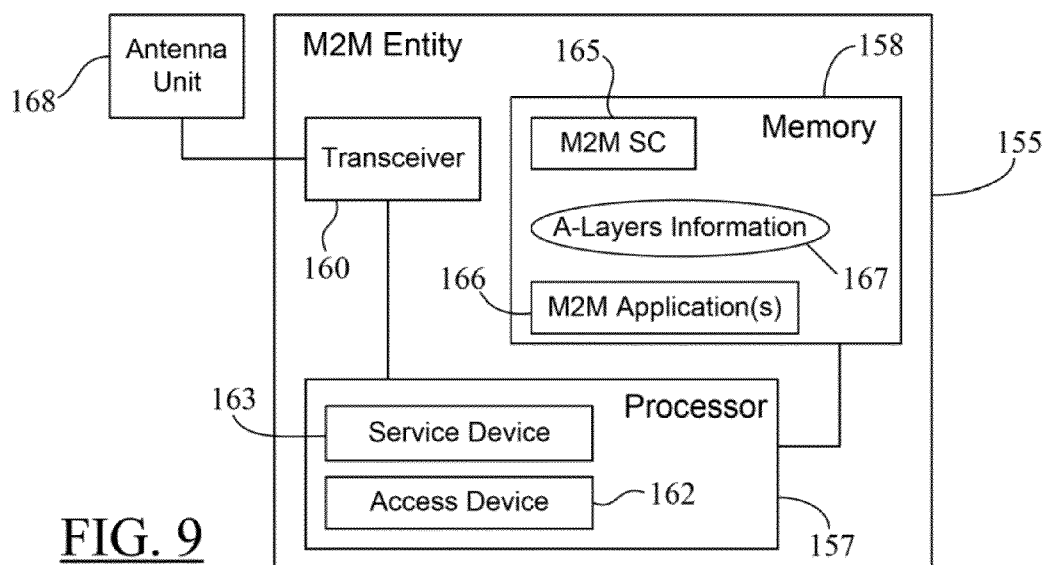 Antenna
Unit
168
M2M Entity
165
158
M2M SC
Memory
155
Transceiver
A-Layers Information
160
167
166
M2M Application(s)
163
Processor
Service Device
Access Device
162
157
FIG. 9